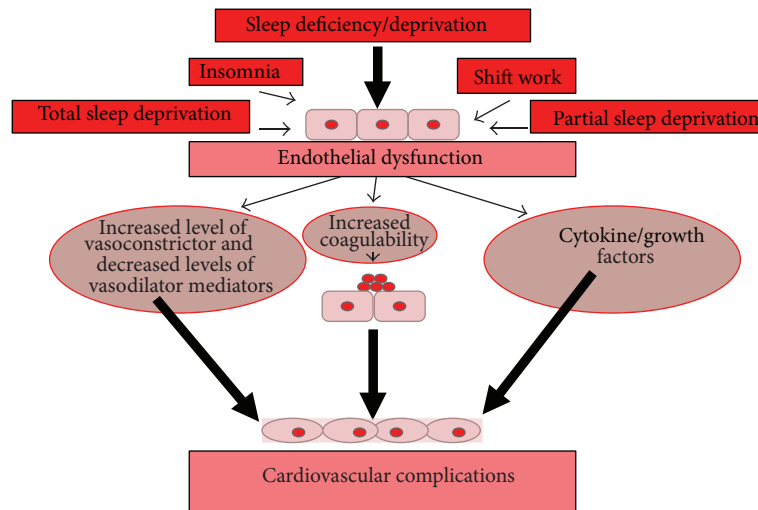 Sleep deficiency/deprivation
Insomnia
Shift work
Total sleep deprivation
Partial sleep deprivation
Endothelial dysfunction
Increased level of
vasoconstrictor and
decreased levels of
vasodilator mediators
Increased
coagulability
Cytokine/growth
factors
Cardiovascular complications